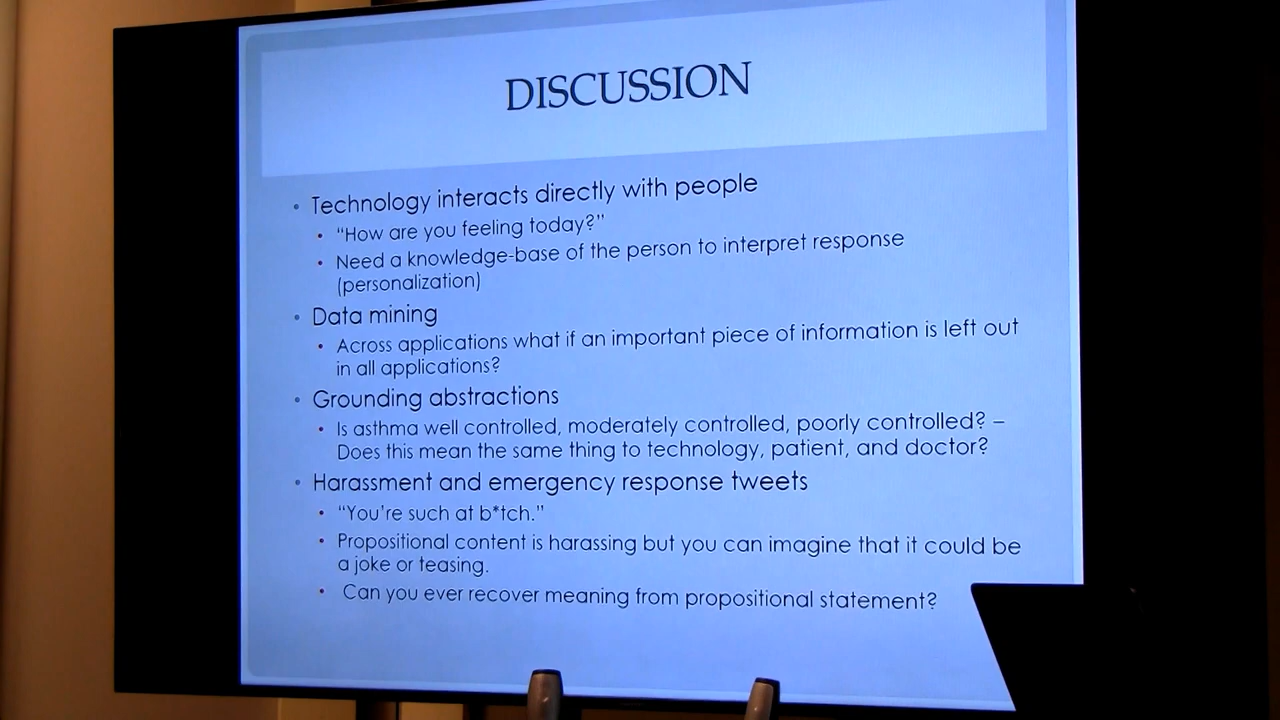 DISCUSSION
• Technology interacts directly with people
• “How are you feeling today?”
• Need a knowledge-base of the person to interpret response
(personalization)
• Data mining
• Across applications what if an important piece of information is left out
in all applications?
• Grounding abstractions
• Is asthma well controlled, moderately controlled, poorly controlled? –
Does this mean the same thing to technology, patient, and doctor?
• Harassment and emergency response tweets
• “You’re such at b*tch.”
• Propositional content is harassing but you can imagine that it could be
a joke or teasing.
• Can you ever recover meaning from propositional statement?